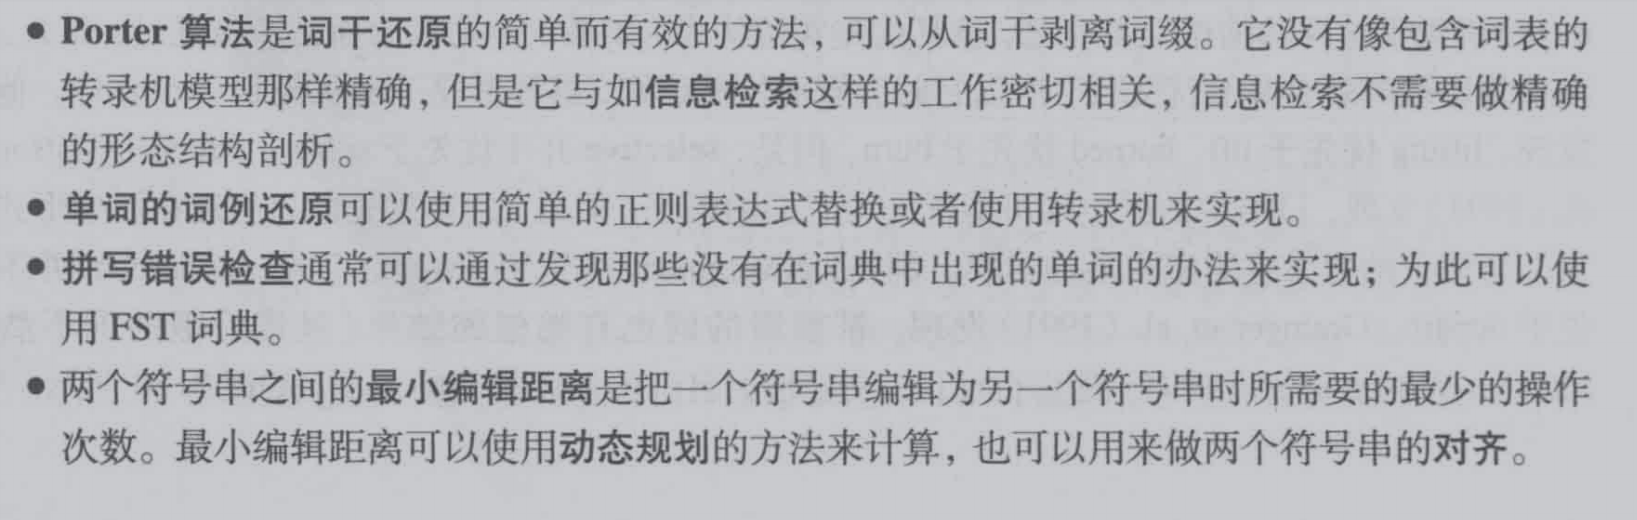 ● Porter 算法是词干还原的简单而有效的方法，可以从词干剥离词缀。它没有像包含词表的
转录机模型那样精确，但是它与如信息检索这样的工作密切相关，信息检索不需要做精确
的形态结构剖析。
● 单词的词例还原可以使用简单的正则表达式替换或者使用转录机来实现。
● 拼写错误检查通常可以通过发现那些没有在词典中出现的单词的办法来实现；为此可以使
用 FST 词典。
● 两个符号串之间的最小编辑距离是把一个符号串编辑为另一个符号串时所需要的最少的操作
次数。最小编辑距离可以使用动态规划的方法来计算，也可以用来做两个符号串的对齐。